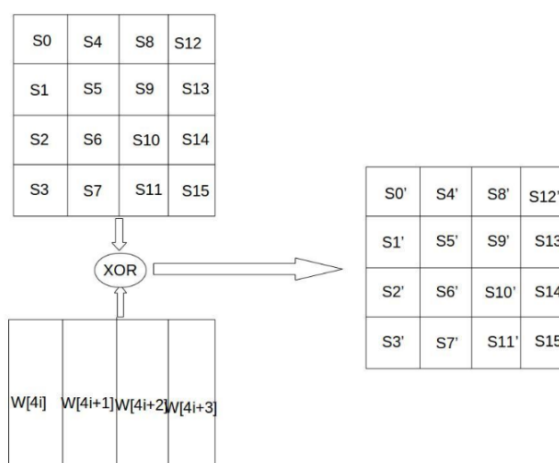 S0 S4 S8 S12
S1 S5 S9 S13
S2 S6 S10 S14
S3 S7 S11 S15
XOR
W[4i] W[4i+1] W[4i+2] W[4i+3]
S0' S4' S8' S12'
S1' S5' S9' S13
S2' S6' S10' S14
S3' S7' S11' S15